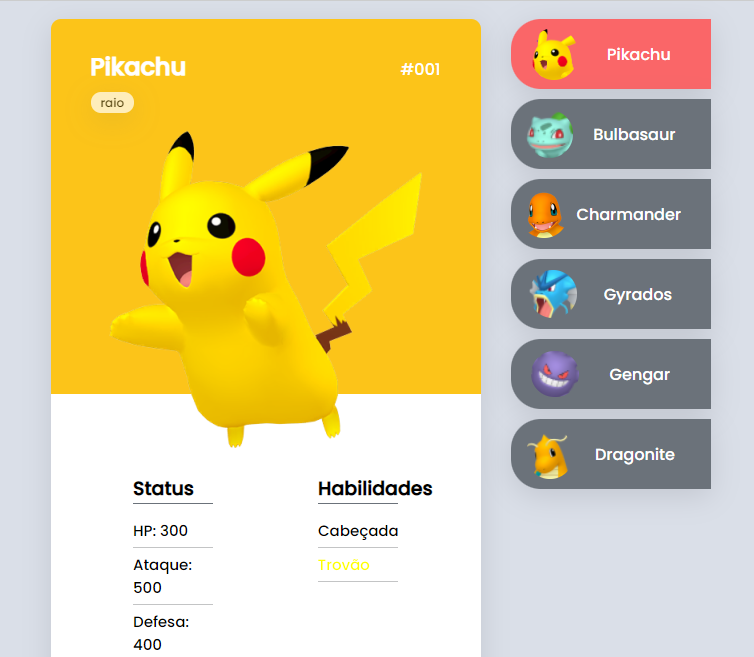 Pikachu
#001
raio
Status
HP: 300
Ataque:
500
Defesa:
400
Habilidades
Cabeçada
Trovão
Pikachu
Bulbasaur
Charmander
Gyrados
Gengar
Dragonite